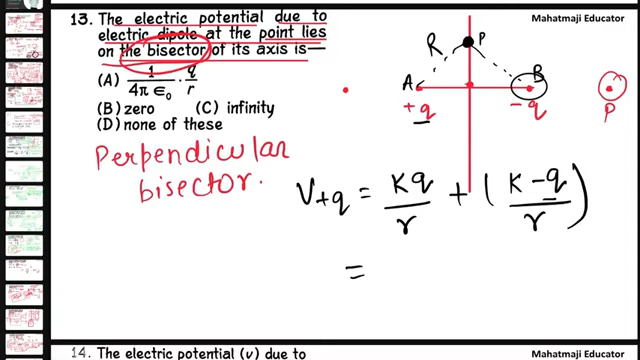 Mahatmaji Educator
13. The electric potential due to
electric dipole at the point lies
on the bisector of its axis is—
(A) 1/4π∈₀ · q/r
(B) zero (C) infinity
(D) none of these
R P
A B
+q -q P
Perpendicular
bisector.
V+q = Kq/r + (K-q/r)
=
14. The electric potential (v) due to
Mahatmaji Educator